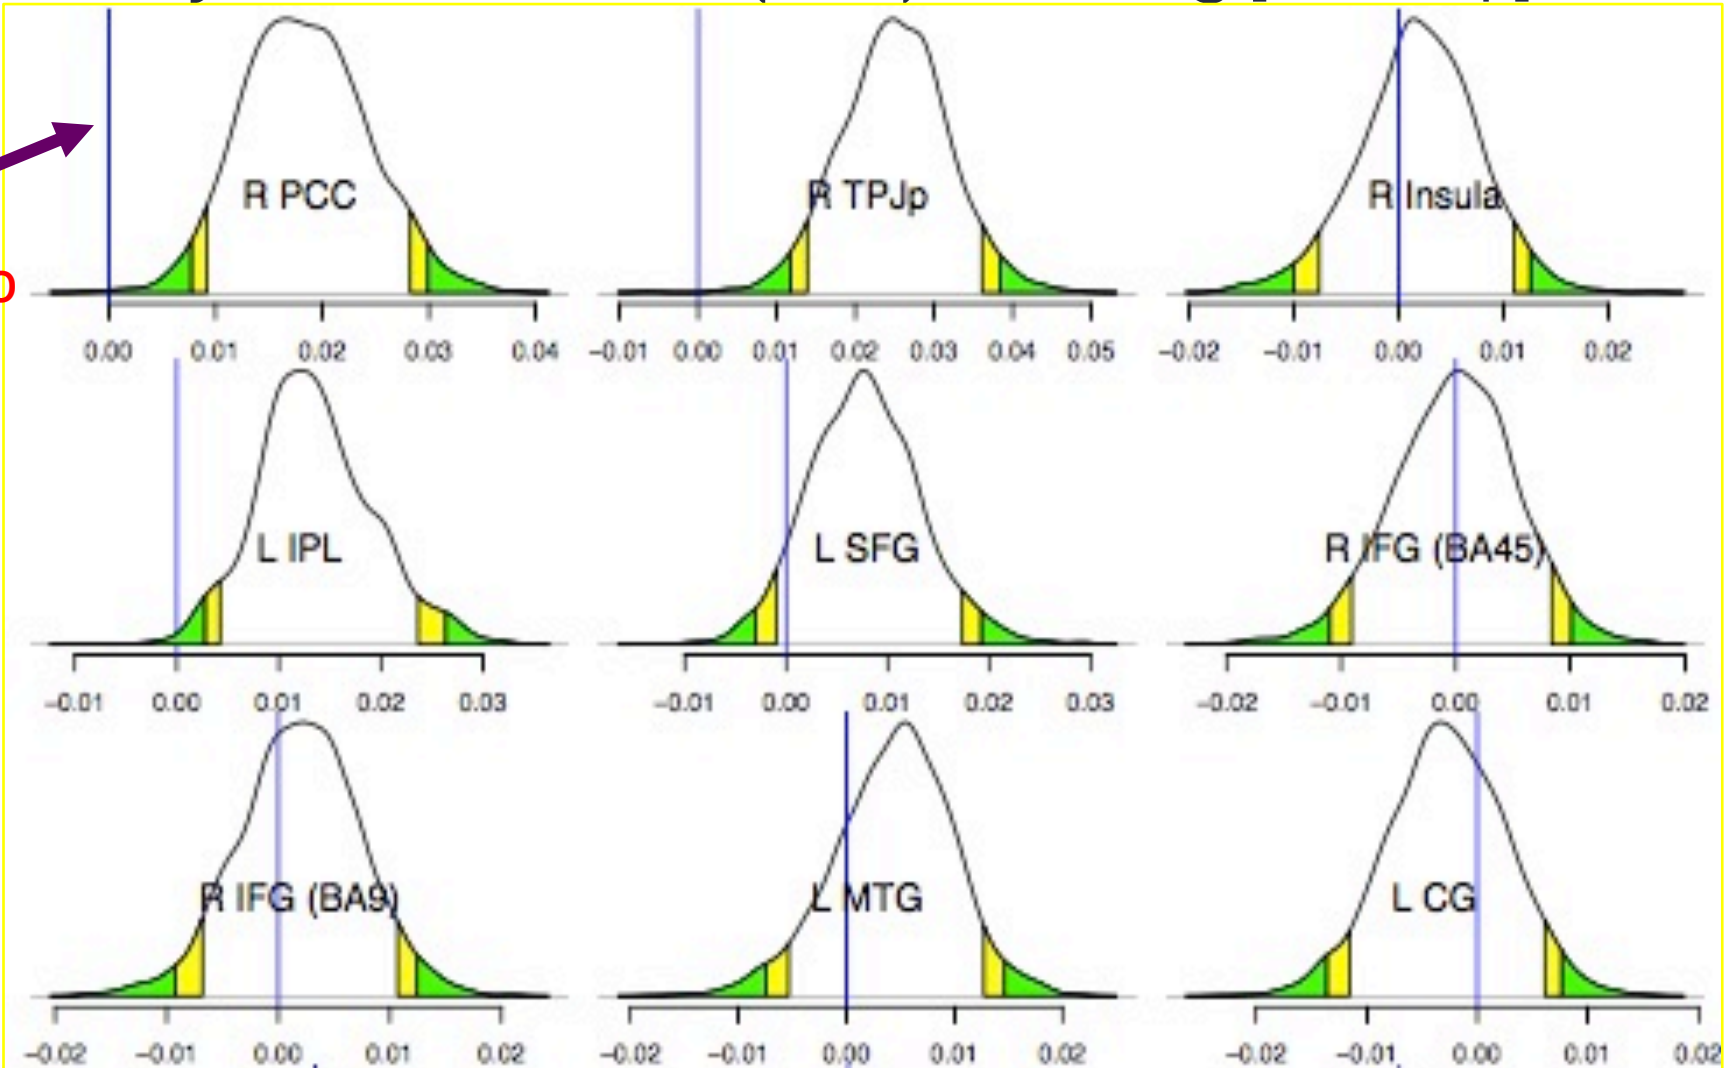 R PCC
R TPJp
R Insula
0.00 0.01 0.02 0.03 0.04
−0.01 0.00 0.01 0.02 0.03 0.04 0.05
−0.02 −0.01 0.00 0.01 0.02
L IPL
L SFG
R IFG (BA45)
−0.01 0.00 0.01 0.02 0.03
−0.01 0.00 0.01 0.02 0.03
−0.02 −0.01 0.00 0.01 0.02
R IFG (BA9)
L MTG
L CG
−0.02 −0.01 0.00 0.01 0.02
−0.02 −0.01 0.00 0.01 0.02
−0.02 −0.01 0.00 0.01 0.02